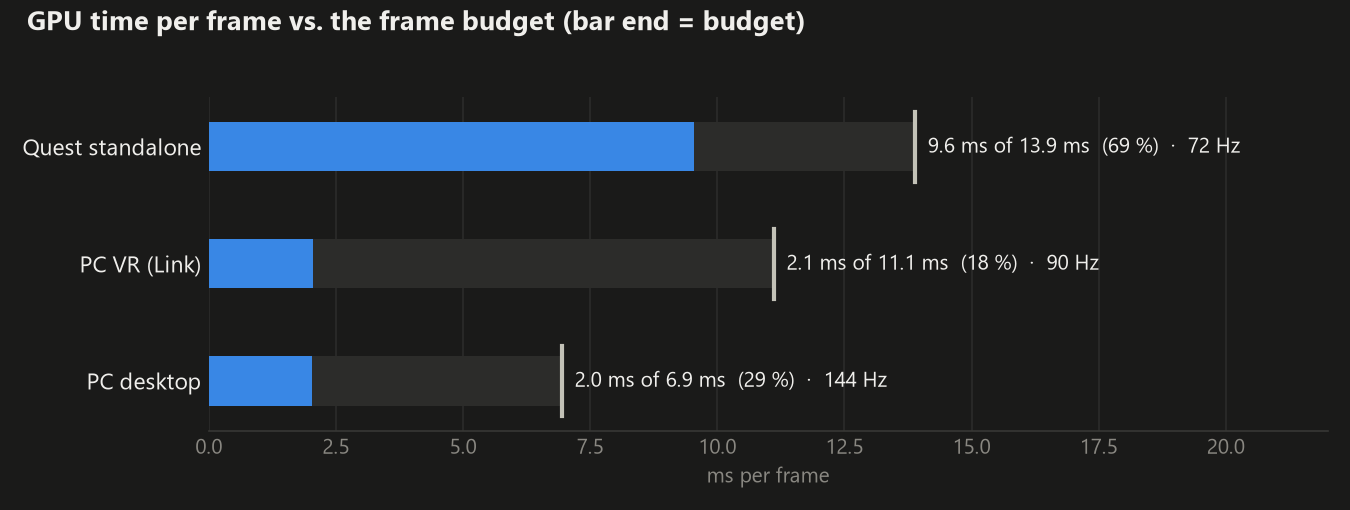 GPU time per frame vs. the frame budget (bar end = budget)
Quest standalone
9.6 ms of 13.9 ms (69 %) · 72 Hz
PC VR (Link)
2.1 ms of 11.1 ms (18 %) · 90 Hz
PC desktop
2.0 ms of 6.9 ms (29 %) · 144 Hz
0.0 2.5 5.0 7.5 10.0 12.5 15.0 17.5 20.0
ms per frame